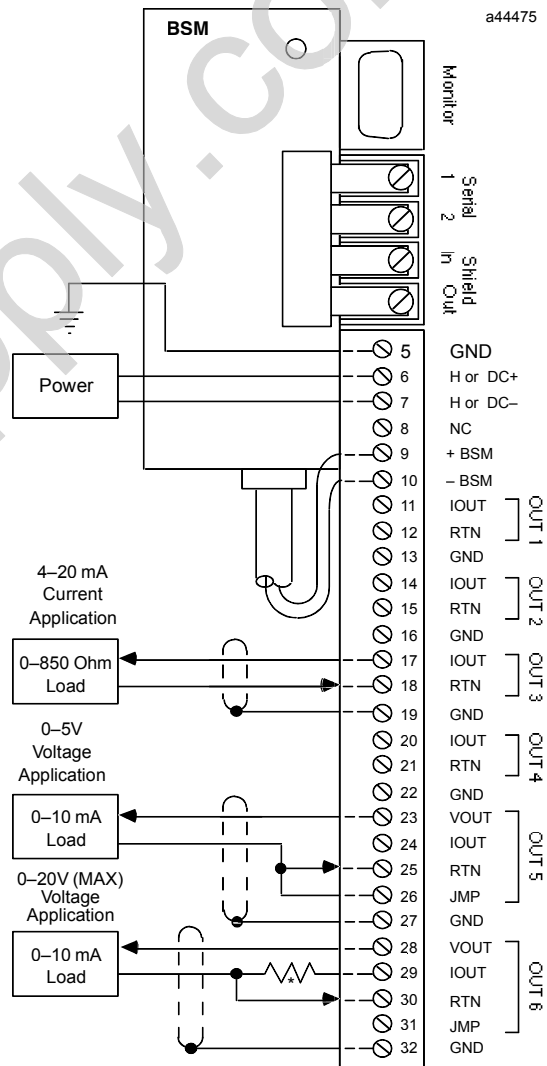 a44475
BSM
Monitor
Serial
1 2
Shield
In Out
Power
5 GND
6 H or DC+
7 H or DC–
8 NC
9 + BSM
10 – BSM
11 IOUT
12 RTN
OUT 1
13 GND
14 IOUT
15 RTN
OUT 2
16 GND
4–20 mA
Current
Application
0–850 Ohm
Load
17 IOUT
18 RTN
OUT 3
19 GND
20 IOUT
21 RTN
OUT 4
22 GND
0–5V
Voltage
Application
0–10 mA
Load
23 VOUT
24 IOUT
25 RTN
26 JMP
OUT 5
27 GND
0–20V (MAX)
Voltage
Application
0–10 mA
Load
28 VOUT
29 IOUT
*
30 RTN
31 JMP
OUT 6
32 GND
pply.co